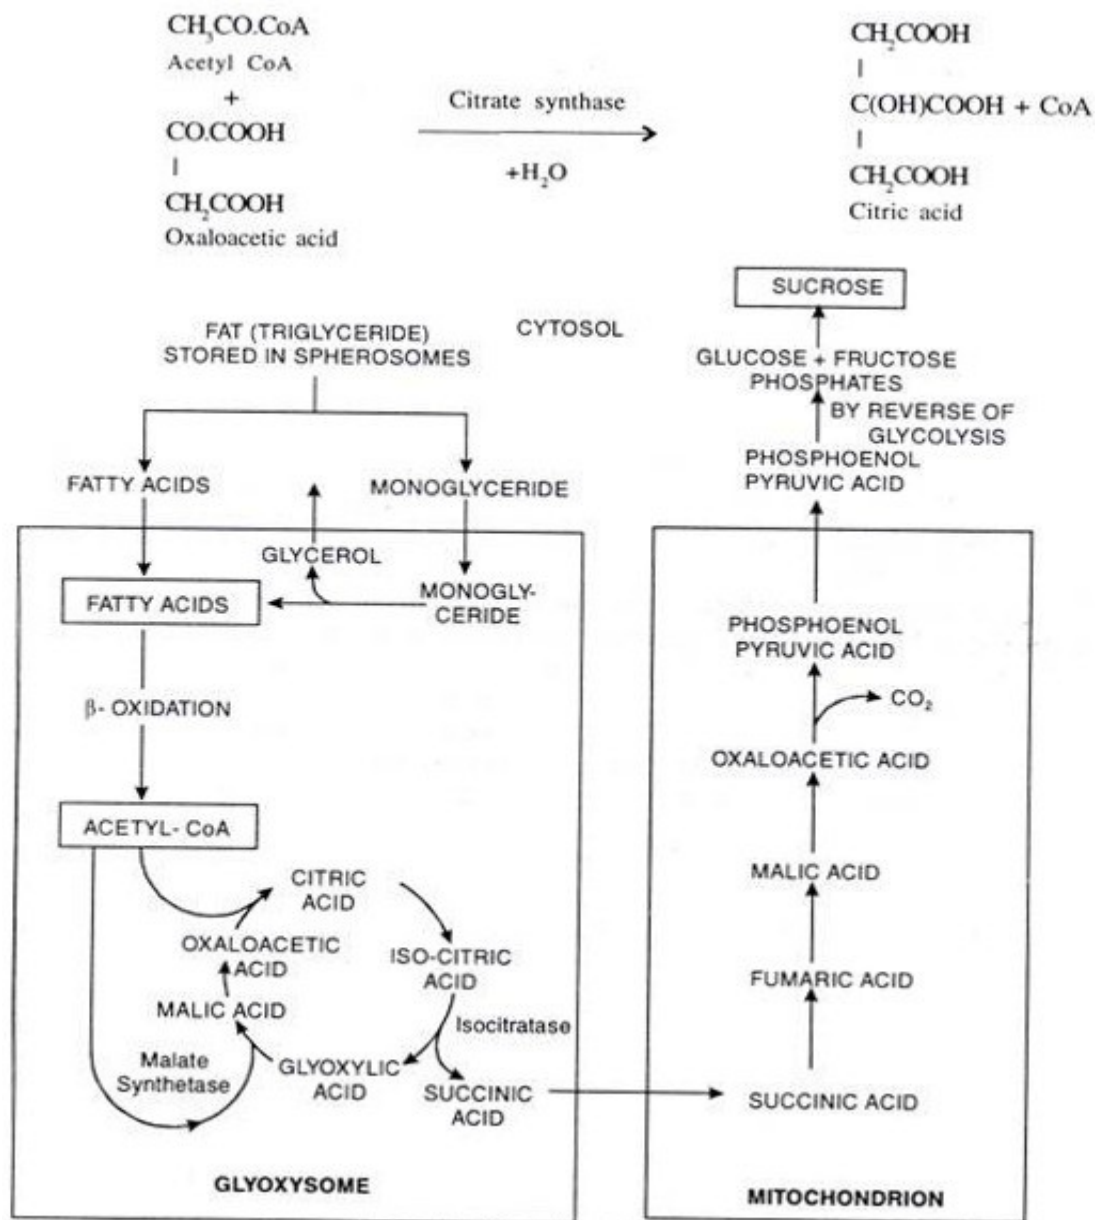 CH₃CO.CoA
Acetyl CoA
+
CO.COOH
|
CH₂COOH
Oxaloacetic acid
Citrate synthase
+H₂O
CH₂COOH
|
C(OH)COOH + CoA
|
CH₂COOH
Citric acid
SUCROSE
GLUCOSE + FRUCTOSE
PHOSPHATES
BY REVERSE OF
GLYCOLYSIS
PHOSPHOENOL
PYRUVIC ACID
CYTOSOL
FAT (TRIGLYCERIDE)
STORED IN SPHEROSOMES
FATTY ACIDS
MONOGLYCERIDE
GLYCEROL
FATTY ACIDS
MONOGLY-
CERIDE
β- OXIDATION
ACETYL- CoA
CITRIC
ACID
OXALOACETIC
ACID
ISO-CITRIC
ACID
MALIC ACID
Isocitratase
Malate
Synthetase
GLYOXYLIC
ACID
SUCCINIC
ACID
GLYOXYSOME
PHOSPHOENOL
PYRUVIC ACID
CO₂
OXALOACETIC ACID
MALIC ACID
FUMARIC ACID
SUCCINIC ACID
MITOCHONDRION